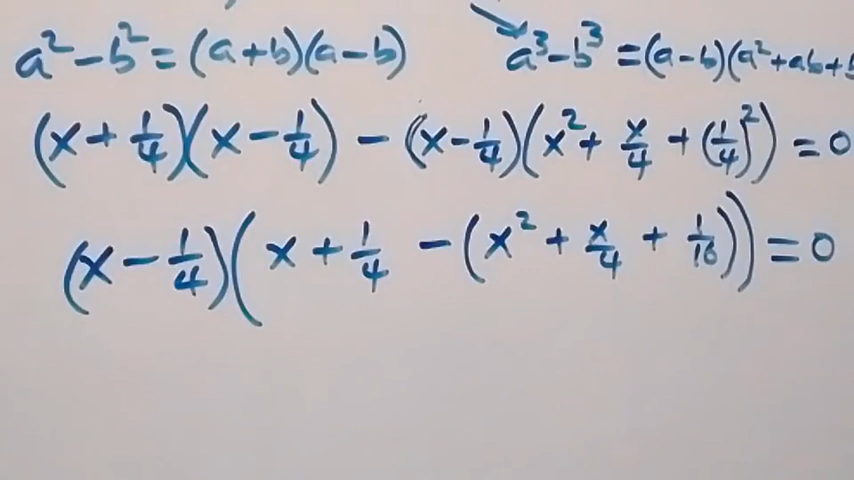 a² - b² = (a + b)(a - b) a³ - b³ = (a - b)(a² + ab + b
(x + 1/4)(x - 1/4) - (x - 1/4)(x² + x/4 + (1/4)²) = 0
(x - 1/4)(x + 1/4 - (x² + x/4 + 1/16)) = 0